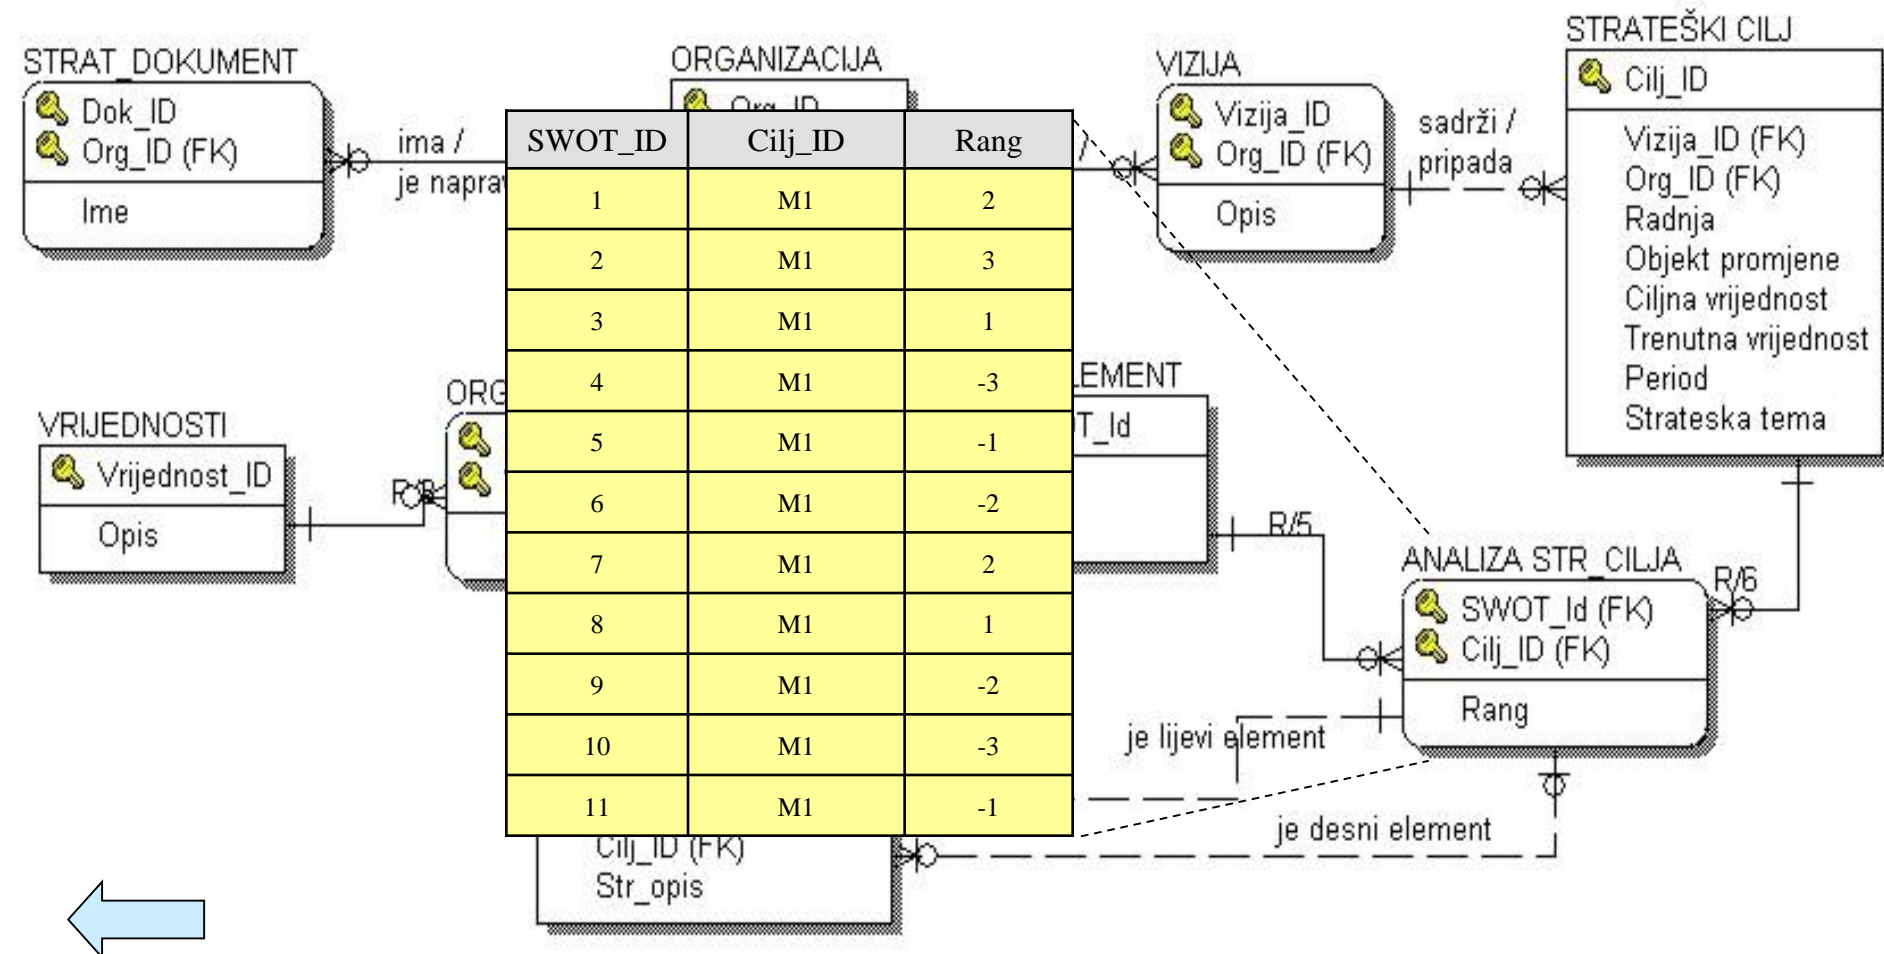 STRAT_DOKUMENT
Dok_ID
Org_ID (FK)
Ime
ima /
je naprav
ORGANIZACIJA
Org_ID
VIZIJA
Vizija_ID
Org_ID (FK)
Opis
sadrži /
pripada
STRATEŠKI CILJ
Cilj_ID
Vizija_ID (FK)
Org_ID (FK)
Radnja
Objekt promjene
Ciljna vrijednost
Trenutna vrijednost
Period
Strateska tema
SWOT_ID Cilj_ID Rang
1 M1 2
2 M1 3
3 M1 1
4 M1 -3
5 M1 -1
6 M1 -2
7 M1 2
8 M1 1
9 M1 -2
10 M1 -3
11 M1 -1
/
VRIJEDNOSTI
Vrijednost_ID
Opis
ORG
LEMENT
T_Id
R/5
ANALIZA STR_CILJA
SWOT_Id (FK)
Cilj_ID (FK)
Rang
R/6
je lijevi element
je desni element
Cilj_ID (FK)
Str_opis